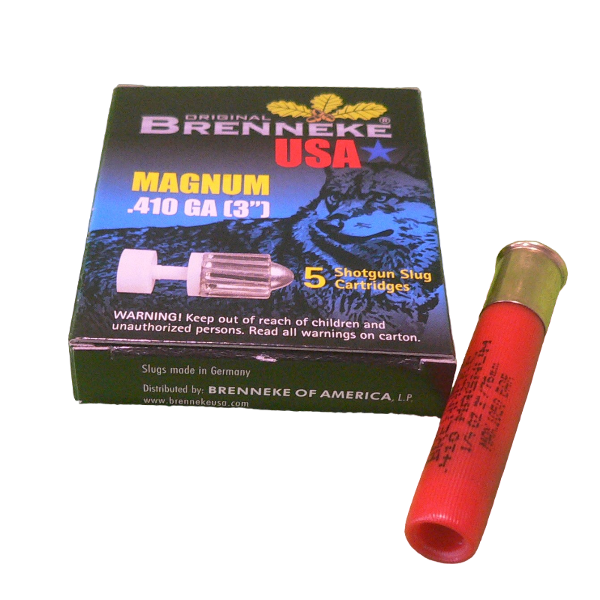 ORIGINAL
BRENNEKE®
USA
MAGNUM
.410 GA (3")
5 Shotgun Slug
Cartridges
WARNING! Keep out of reach of children and
unauthorized persons. Read all warnings on carton.
Slugs made in Germany
Distributed by: BRENNEKE OF AMERICA, L.P.
www.brennekeusa.com
.410 MAGNUM